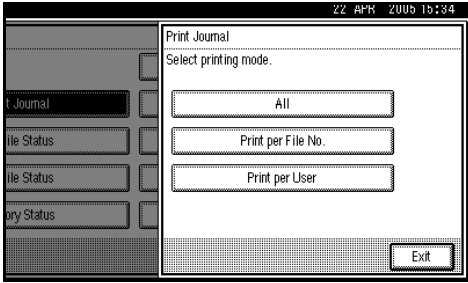 22 APR 2005 15:34
Print Journal
Select printing mode.
t Journal
All
ile Status
Print per File No.
ile Status
Print per User
ory Status
Exit